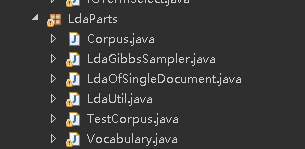 LdaParts
Corpus.java
LdaGibbsSampler.java
LdaOfSingleDocument.java
LdaUtil.java
TestCorpus.java
Vocabulary.java